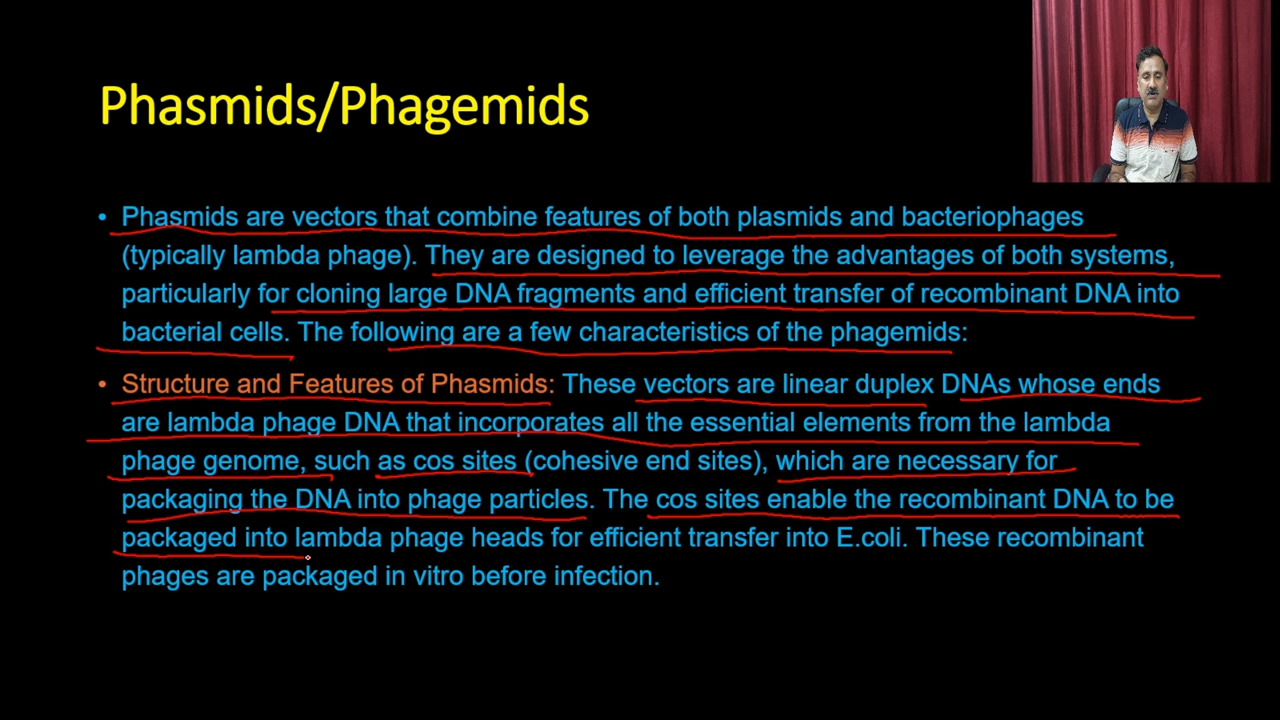 Phasmids/Phagemids
• Phasmids are vectors that combine features of both plasmids and bacteriophages
(typically lambda phage). They are designed to leverage the advantages of both systems,
particularly for cloning large DNA fragments and efficient transfer of recombinant DNA into
bacterial cells. The following are a few characteristics of the phagemids:
• Structure and Features of Phasmids: These vectors are linear duplex DNAs whose ends
are lambda phage DNA that incorporates all the essential elements from the lambda
phage genome, such as cos sites (cohesive end sites), which are necessary for
packaging the DNA into phage particles. The cos sites enable the recombinant DNA to be
packaged into lambda phage heads for efficient transfer into E.coli. These recombinant
phages are packaged in vitro before infection.